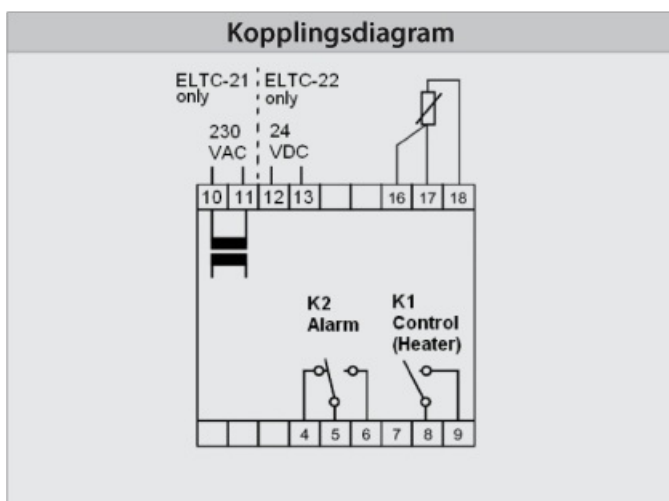 Kopplingsdiagram
ELTC-21 ELTC-22
only only
230 24
VAC VDC
10 11 12 13 16 17 18
K2 K1
Alarm Control
(Heater)
4 5 6 7 8 9